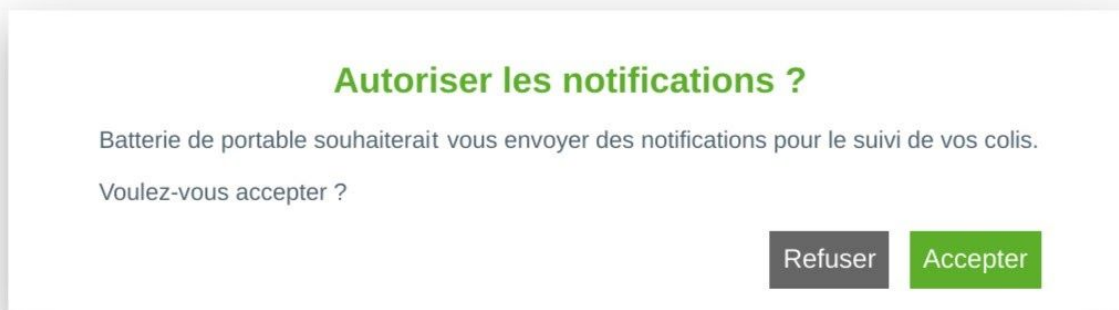 Autoriser les notifications ?
Batterie de portable souhaiterait vous envoyer des notifications pour le suivi de vos colis.
Voulez-vous accepter ?
Refuser Accepter